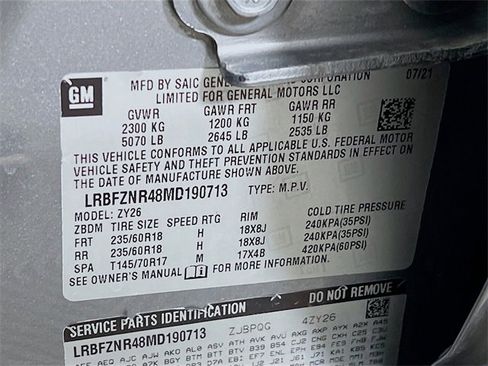 GM
MFD BY SAIC GENERAL CORPORATION 07/21
LIMITED FOR GENERAL MOTORS LLC
GVWR GAWR FRT GAWR RR
2300 KG 1200 KG 1150 KG
5070 LB 2645 LB 2535 LB
THIS VEHICLE CONFORMS TO ALL APPLICABLE U.S. FEDERAL MOTOR
VEHICLE SAFETY AND THEFT PREVENTION STANDARDS IN EFFECT
ON THE DATE OF MANUFACTURE SHOWN ABOVE.
LRBFZNR48MD190713 TYPE: M.P.V.
MODEL: ZY26
ZBDM TIRE SIZE SPEED RTG RIM COLD TIRE PRESSURE
FRT 235/60R18 H 18X8J 240KPA(35PSI)
RR 235/60R18 H 18X8J 240KPA(35PSI)
SPA T145/70R17 M 17X4B 420KPA(60PSI)
SEE OWNER'S MANUAL FOR MORE INFORMATION.
SERVICE PARTS IDENTIFICATION DO NOT REMOVE
LRBFZNR48MD190713 ZJBPQG 4ZY26